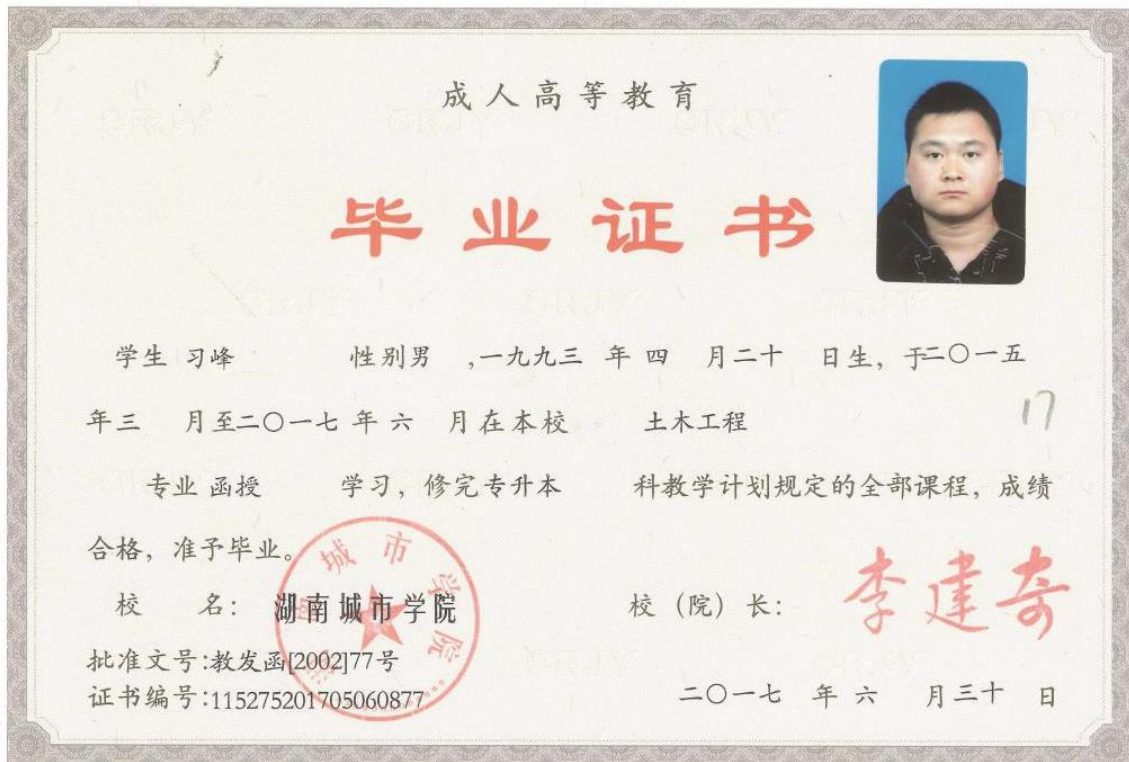 成人高等教育
毕业证书
学生 习峰 性别男 ,一九九三 年 四 月二十 日生，于二〇一五
年三 月至二〇一七 年 六 月在本校 土木工程
17
专业 函授 学习，修完专升本 科教学计划规定的全部课程，成绩
合格，准予毕业。
校 名： 湖南城市学院 校（院）长： 李建奇
批准文号:教发函[2002]77号
证书编号:115275201705060877 二〇一七 年 六 月三十 日
湖南城市学院